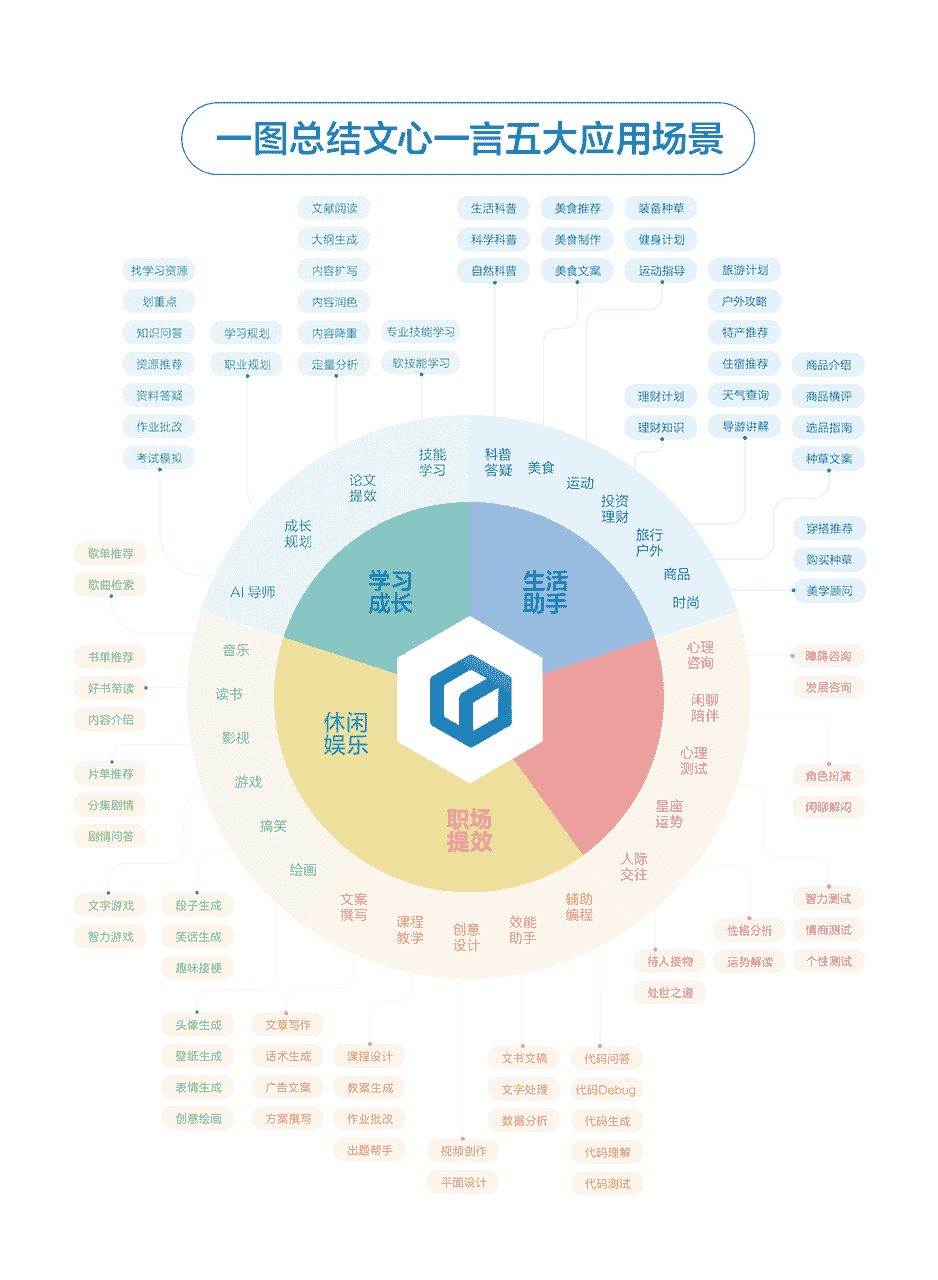 一图总结文心一言五大应用场景
文献阅读
大纲生成
内容扩写
内容润色
内容降重
定量分析
生活科普
科学科普
自然科普
美食推荐
美食制作
美食文案
装备种草
健身计划
运动指导
找学习资源
划重点
知识问答
资源推荐
资料答疑
作业批改
考试模拟
学习规划
职业规划
专业技能学习
软技能学习
旅游计划
户外攻略
特产推荐
住宿推荐
天气查询
导游讲解
理财计划
理财知识
商品介绍
商品横评
选品指南
种草文案
穿搭推荐
购买种草
美学顾问
技能
学习
论文
提效
成长
规划
AI 导师
科普
答疑
美食
运动
投资
理财
旅行
户外
商品
时尚
学习
成长
生活
助手
休闲
娱乐
职场
提效
歌单推荐
歌曲检索
书单推荐
好书带读
内容介绍
片单推荐
分集剧情
剧情问答
文字游戏
智力游戏
段子生成
笑话生成
趣味接梗
头像生成
壁纸生成
表情生成
创意绘画
音乐
读书
影视
游戏
搞笑
绘画
文案
撰写
课程
教学
创意
设计
效能
助手
辅助
编程
心理
咨询
闲聊
陪伴
心理
测试
星座
运势
人际
交往
障碍咨询
发展咨询
角色扮演
闲聊解闷
智力测试
情商测试
个性测试
性格分析
运势解读
待人接物
处世之道
文章写作
话术生成
广告文案
方案撰写
课程设计
教案生成
作业批改
出题帮手
视频创作
平面设计
文书文稿
文字处理
数据分析
代码问答
代码Debug
代码生成
代码理解
代码测试